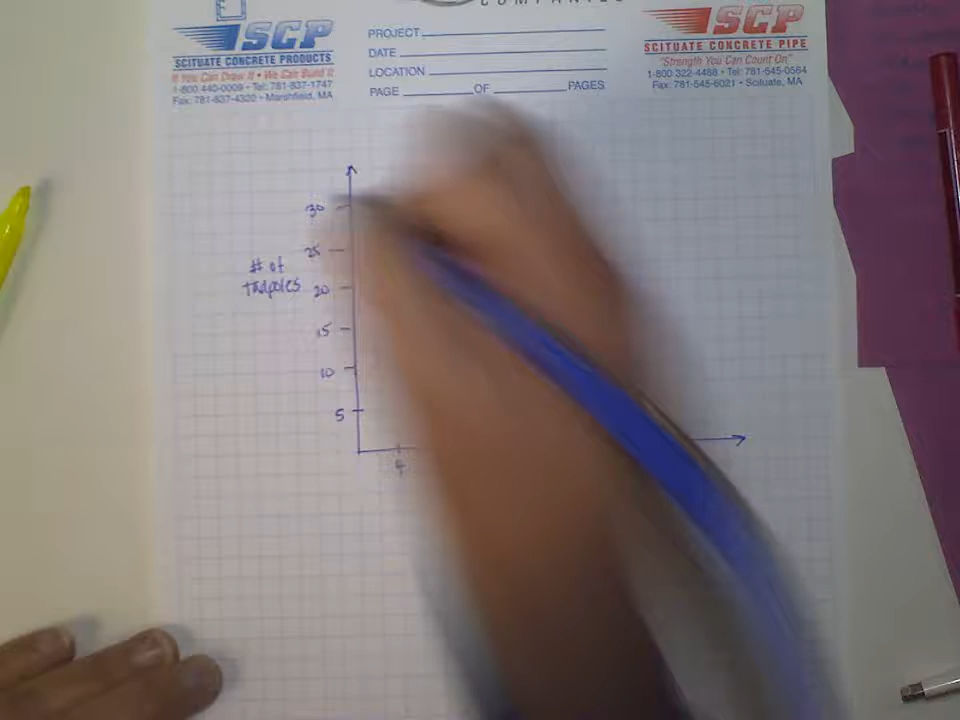 COMPANIES
SCP
SCITUATE CONCRETE PRODUCTS
If You Can Draw It • We Can Build It
1-800 440-0009 • Tel: 781-837-1747
Fax: 781-837-4320 • Marshfield, MA
PROJECT
DATE
LOCATION
PAGE OF PAGES
SCP
SCITUATE CONCRETE PIPE
"Strength You Can Count On"
1-800 322-4488 • Tel: 781-545-0564
Fax: 781-545-6021 • Scituate, MA
# of
tadpoles
30
25
20
15
10
5
4